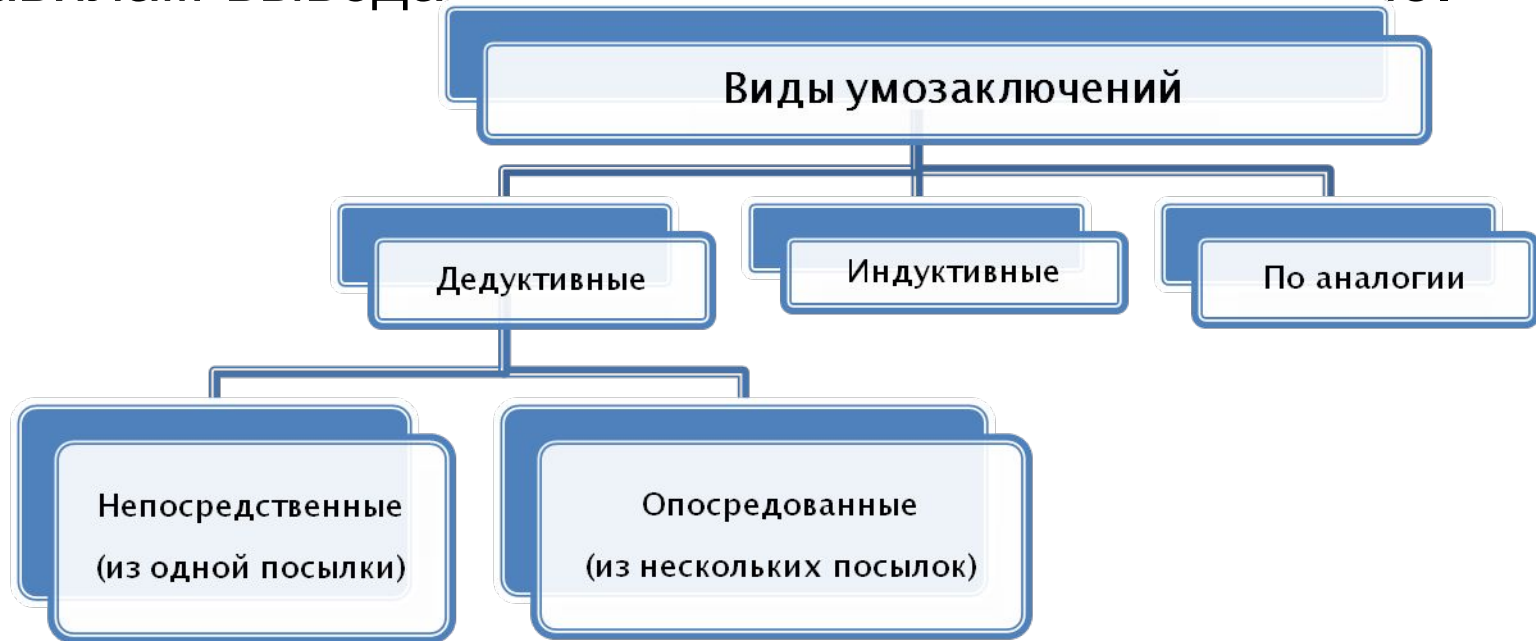 Виды умозаключений
Дедуктивные
Индуктивные
По аналогии
Непосредственные
(из одной посылки)
Опосредованные
(из нескольких посылок)